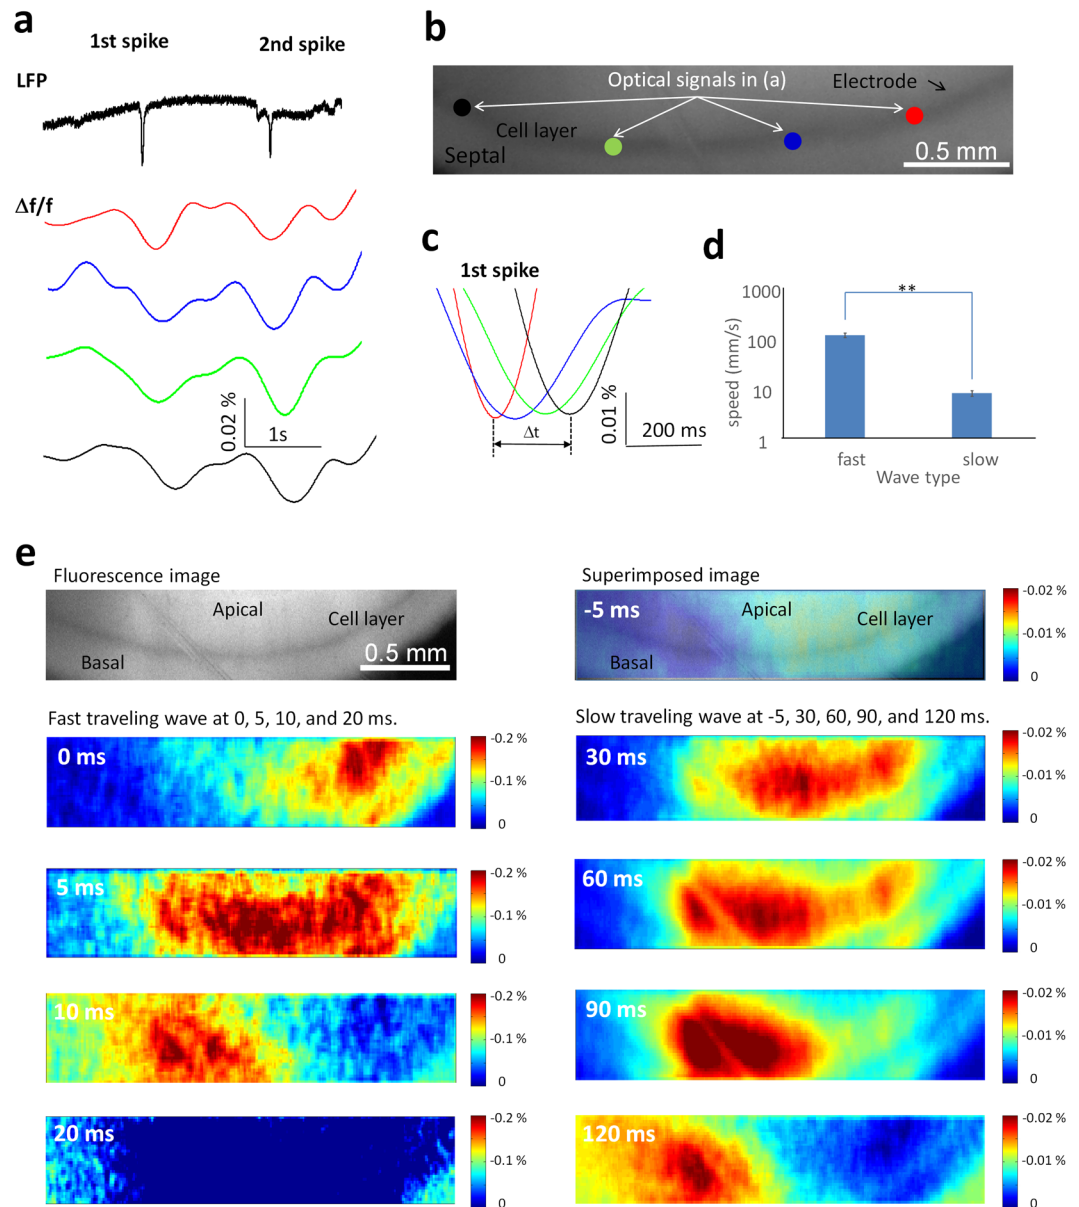 a
1st spike
2nd spike
LFP
Δf/f
0.02 %
1s
b
Optical signals in (a)
Electrode
Cell layer
Septal
0.5 mm
c
1st spike
Δt
0.01 %
200 ms
d
1000
100
10
1
speed (mm/s)
**
fast
slow
Wave type
e
Fluorescence image
Apical
Cell layer
Basal
0.5 mm
Superimposed image
-5 ms
Apical
Cell layer
Basal
-0.02 %
-0.01 %
0
Fast traveling wave at 0, 5, 10, and 20 ms.
0 ms
-0.2 %
-0.1 %
0
5 ms
-0.2 %
-0.1 %
0
10 ms
-0.2 %
-0.1 %
0
20 ms
-0.2 %
-0.1 %
0
Slow traveling wave at -5, 30, 60, 90, and 120 ms.
30 ms
-0.02 %
-0.01 %
0
60 ms
-0.02 %
-0.01 %
0
90 ms
-0.02 %
-0.01 %
0
120 ms
-0.02 %
-0.01 %
0